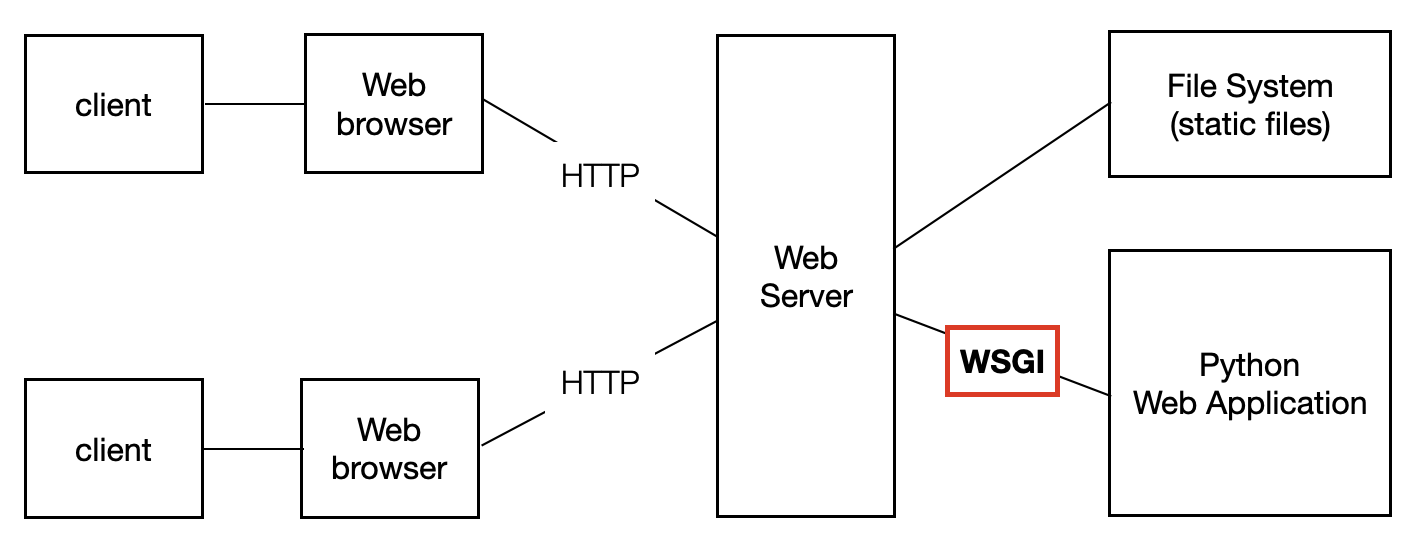 client
Web
browser
HTTP
Web
Server
File System
(static files)
WSGI
Python
Web Application
client
Web
browser
HTTP